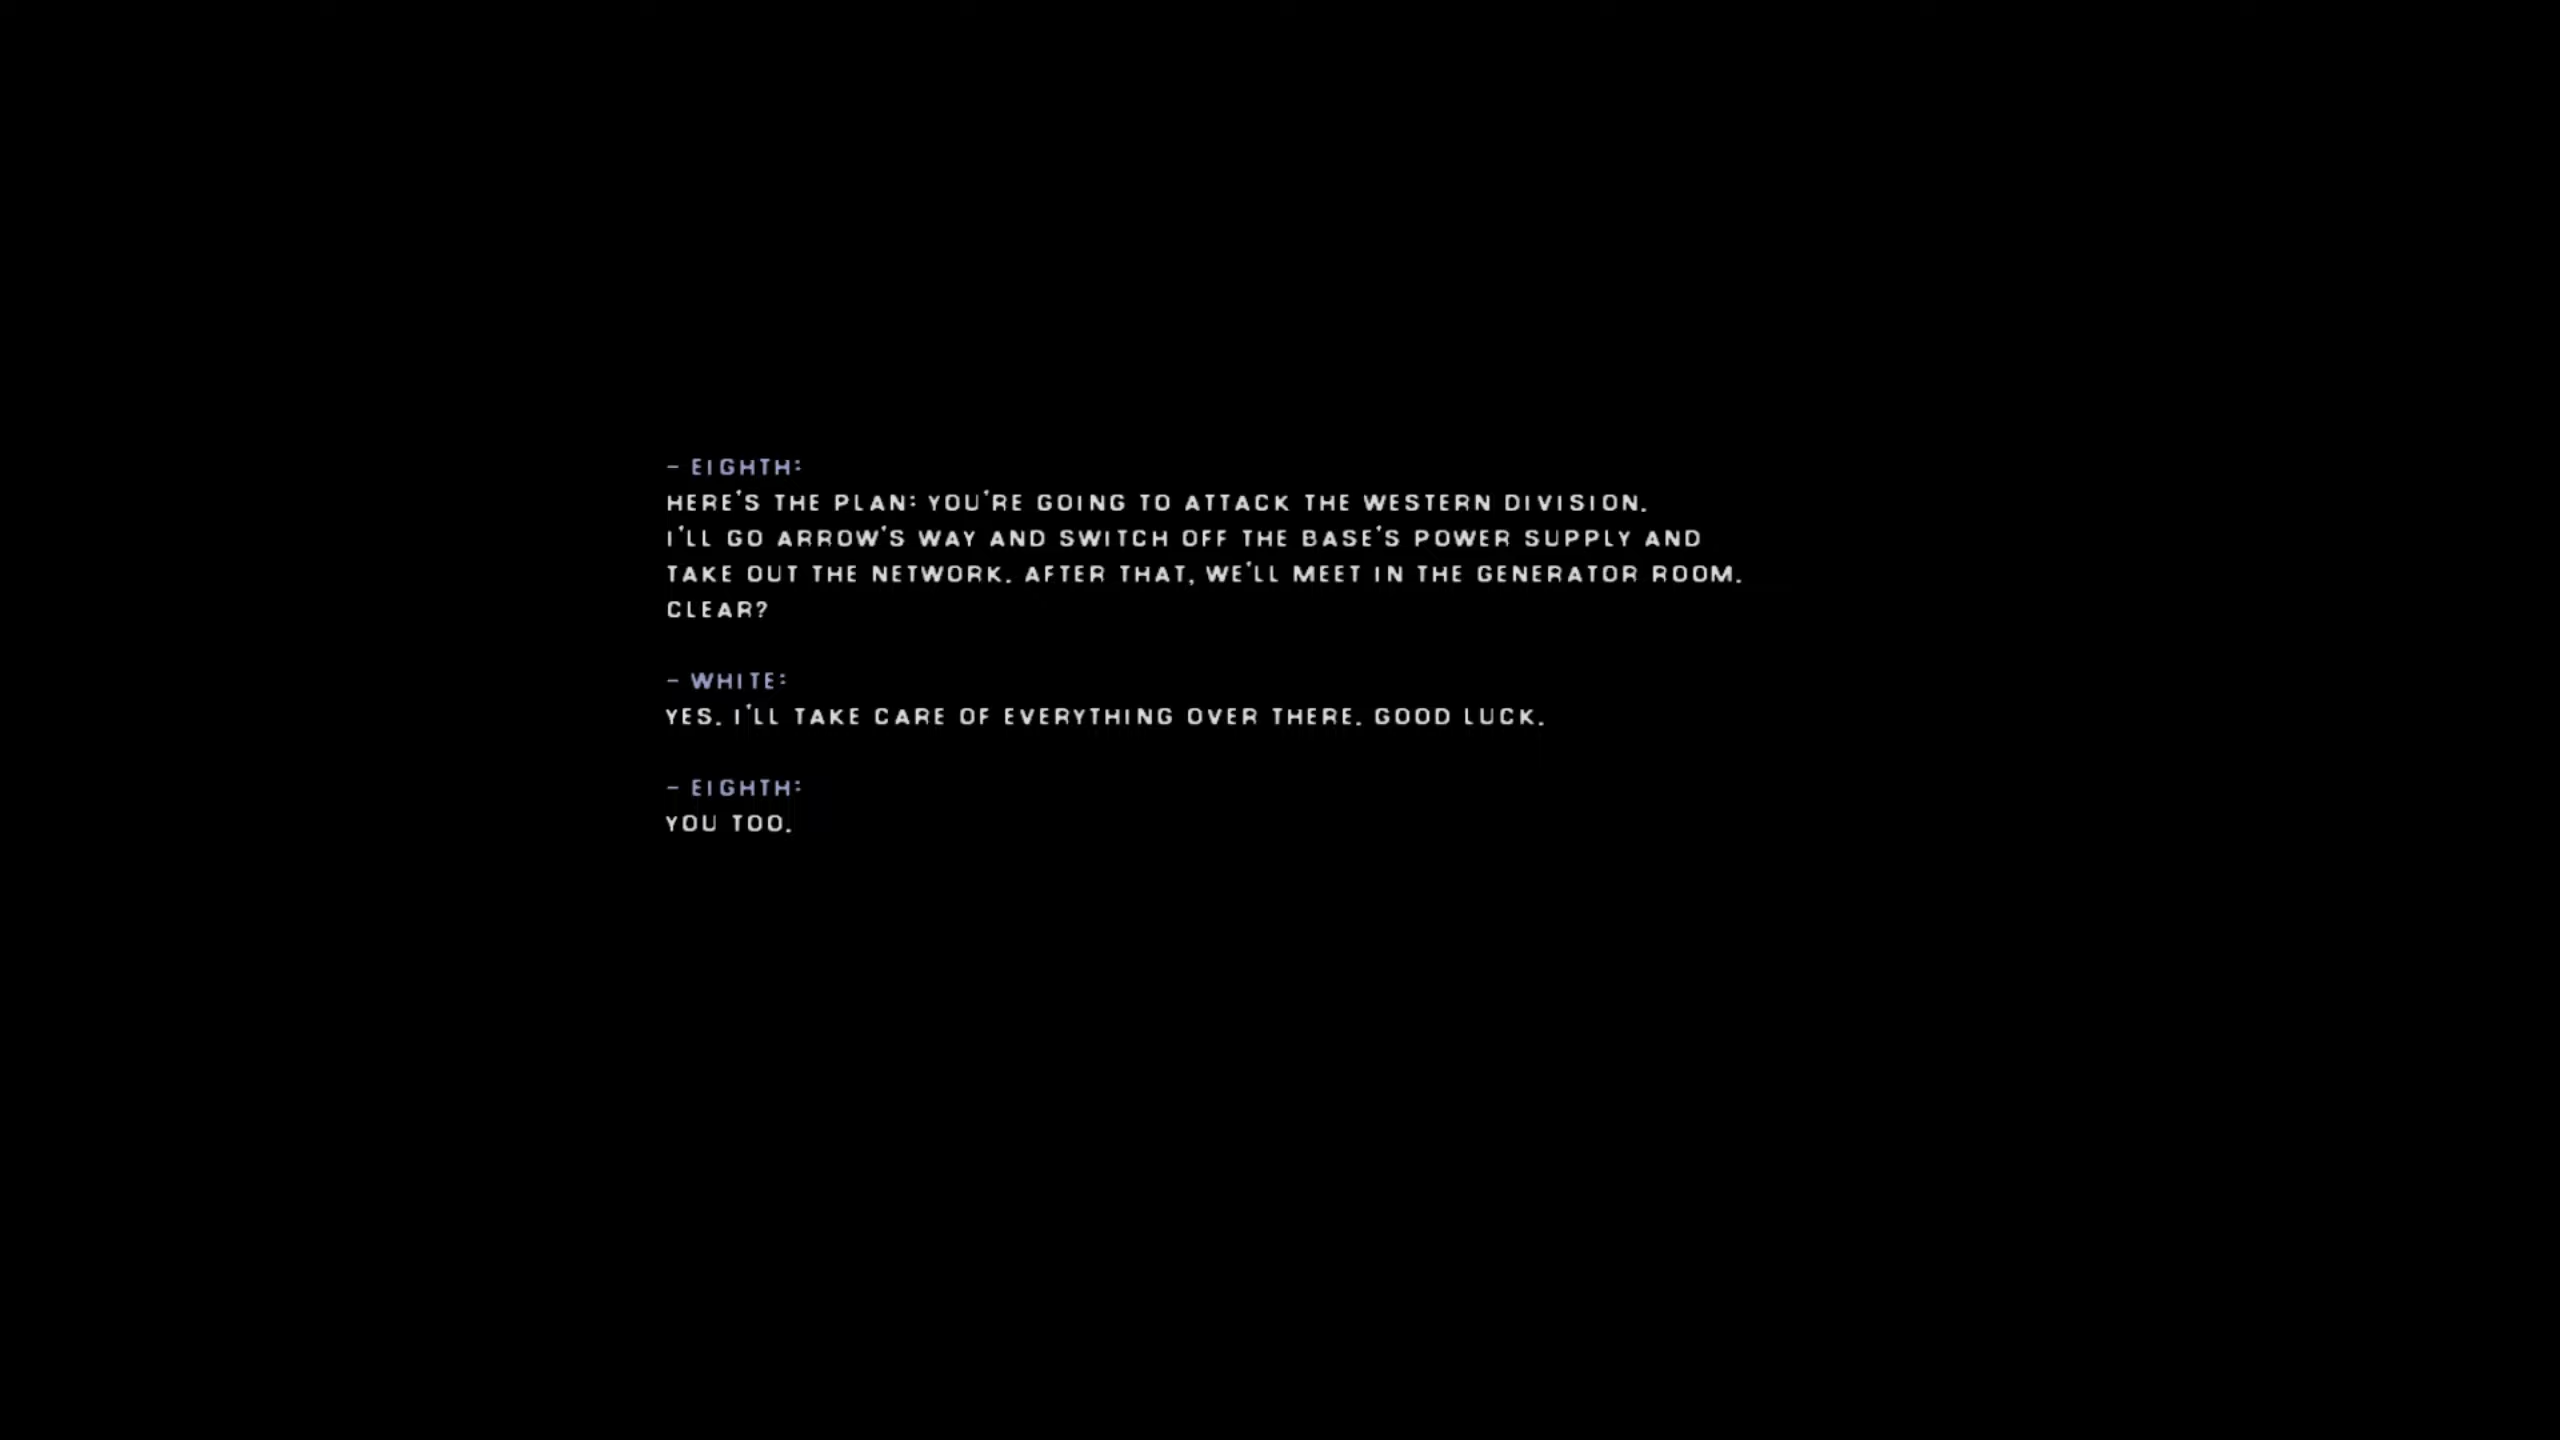 - EIGHTH:
HERE'S THE PLAN: YOU'RE GOING TO ATTACK THE WESTERN DIVISION.
I'LL GO ARROW'S WAY AND SWITCH OFF THE BASE'S POWER SUPPLY AND
TAKE OUT THE NETWORK. AFTER THAT, WE'LL MEET IN THE GENERATOR ROOM.
CLEAR?
- WHITE:
YES. I'LL TAKE CARE OF EVERYTHING OVER THERE. GOOD LUCK.
- EIGHTH:
YOU TOO.